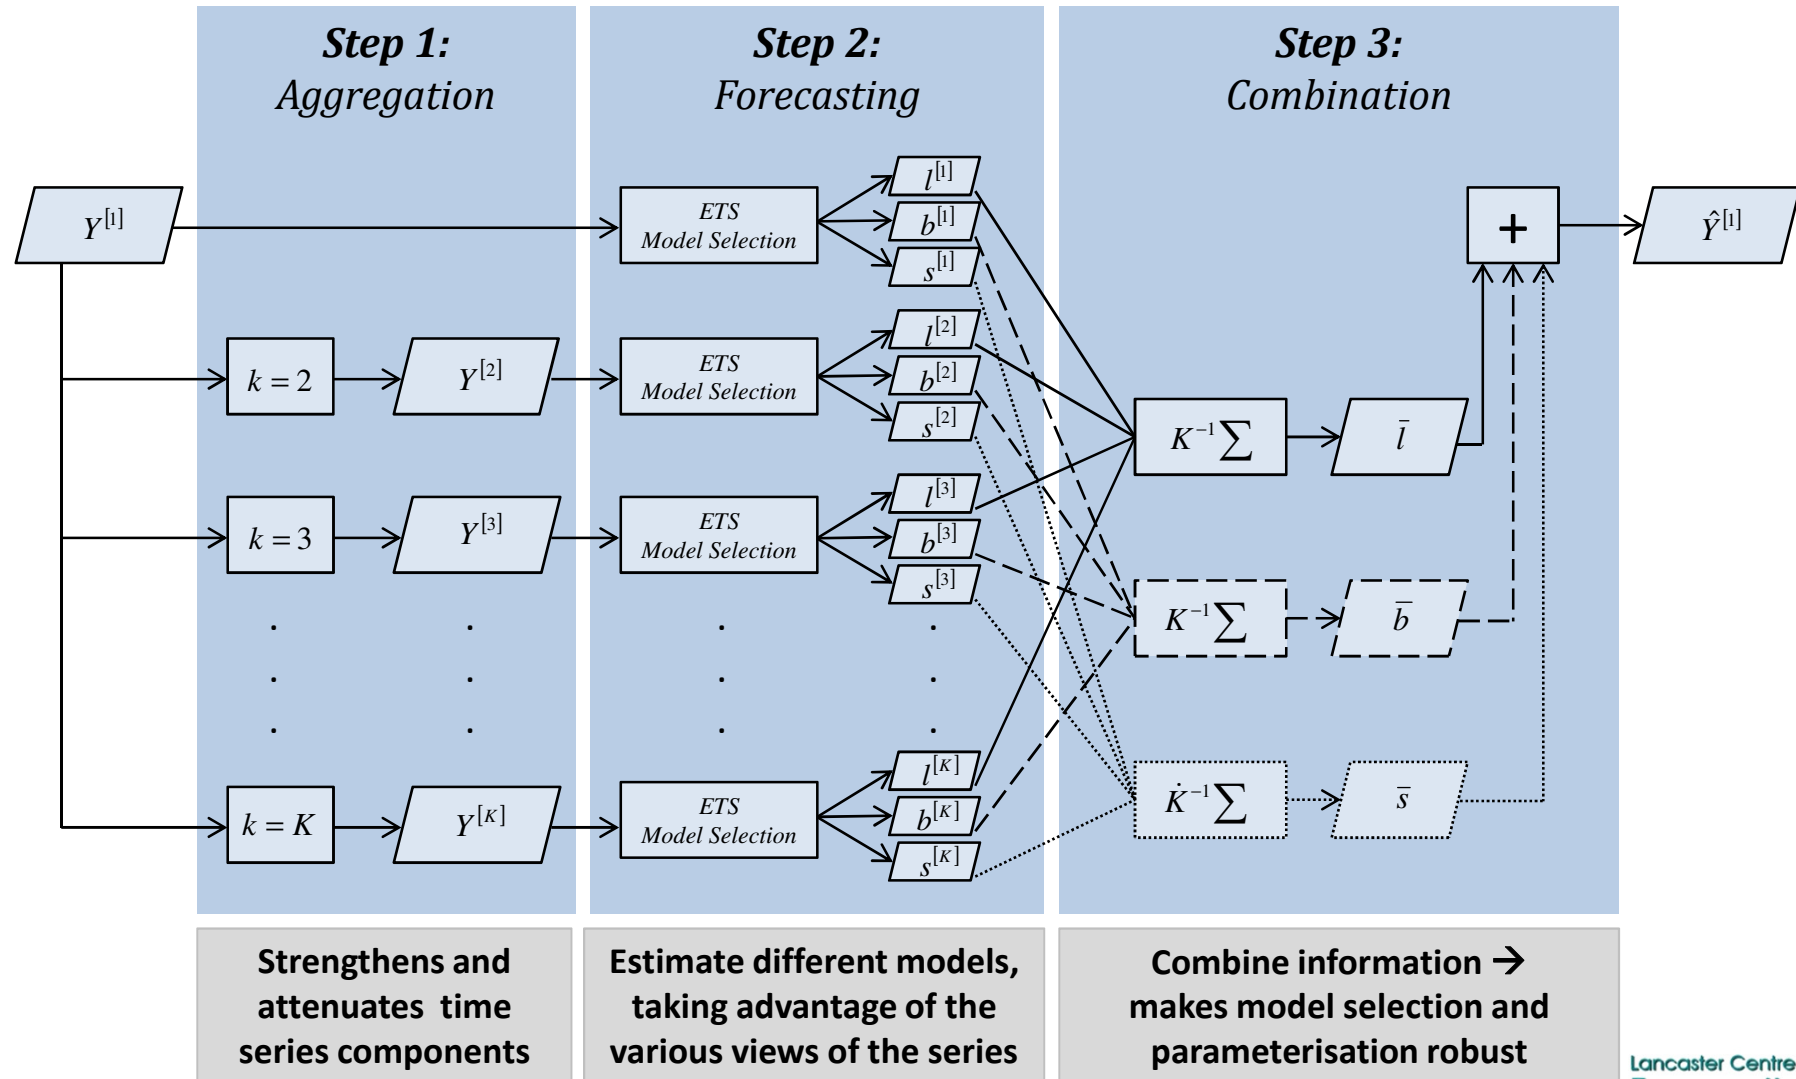 Step 1:
Aggregation
Step 2:
Forecasting
Step 3:
Combination
Y^[1]
ETS
Model Selection
l^[1]
b^[1]
s^[1]
+
Ŷ^[1]
k = 2
Y^[2]
ETS
Model Selection
l^[2]
b^[2]
s^[2]
K^−1 ∑
l̄
k = 3
Y^[3]
ETS
Model Selection
l^[3]
b^[3]
s^[3]
K^−1 ∑
b̄
. . . .
. . . .
. . . .
k = K
Y^[K]
ETS
Model Selection
l^[K]
b^[K]
s^[K]
K̇^−1 ∑
s̄
Strengthens and
attenuates time
series components
Estimate different models,
taking advantage of the
various views of the series
Combine information →
makes model selection and
parameterisation robust
Lancaster Centre